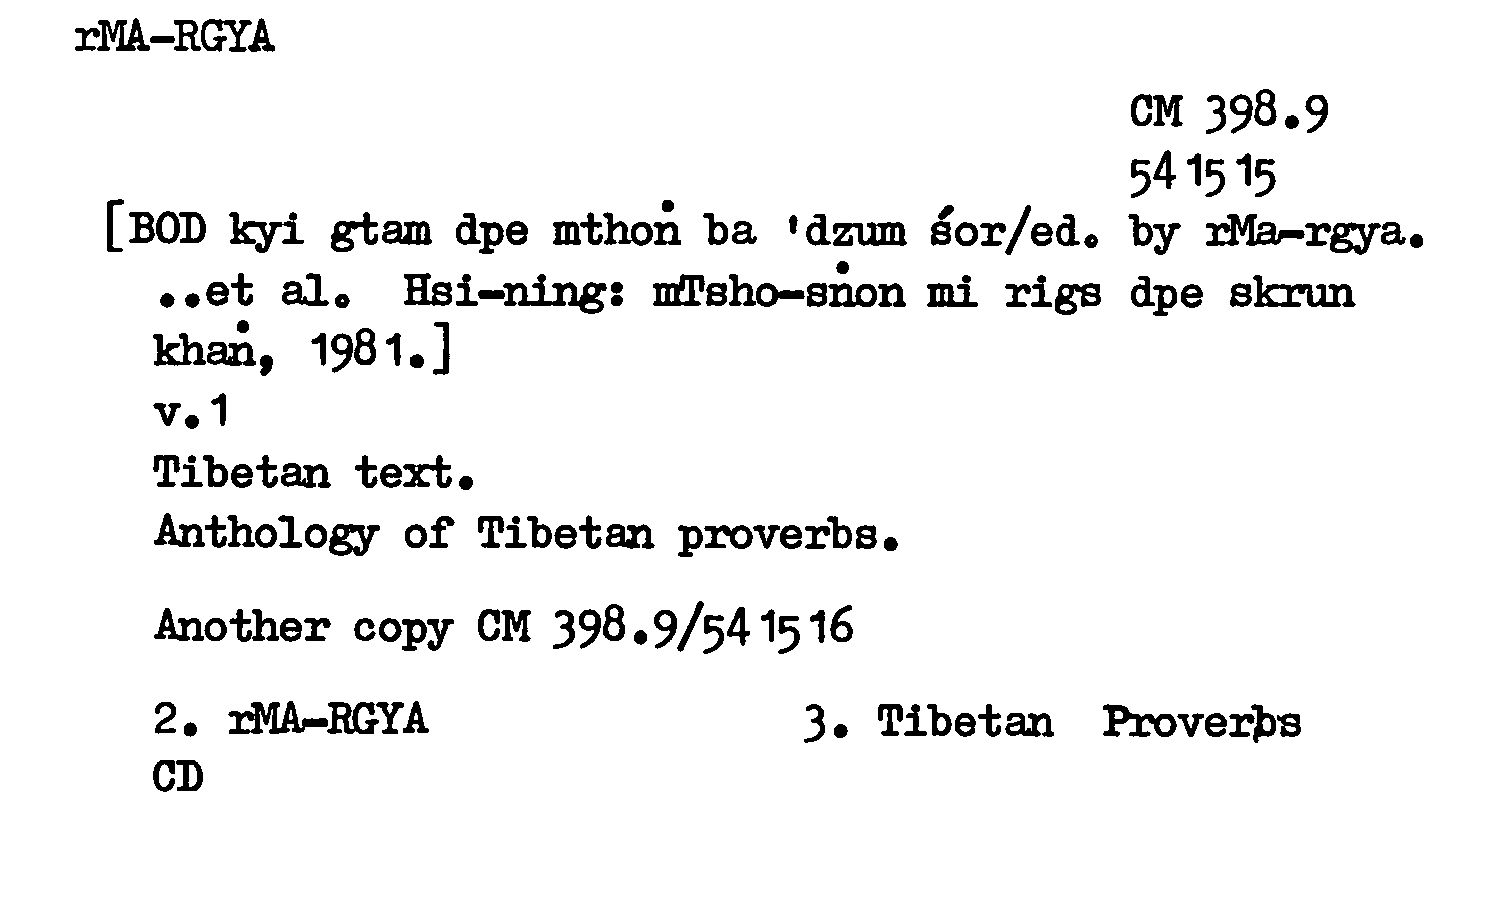 rMA-RGYA
CM 398.9
541515
[BOD kyi gtam dpe mthoṅ ba 'dzum śor/ed. by rMa-rgya.
..et al. Hsi-ning: mTsho-sṅon mi rigs dpe skrun
khaṅ, 1981.]
v.1
Tibetan text.
Anthology of Tibetan proverbs.
Another copy CM 398.9/541516
2. rMA-RGYA 3. Tibetan Proverbs
CD